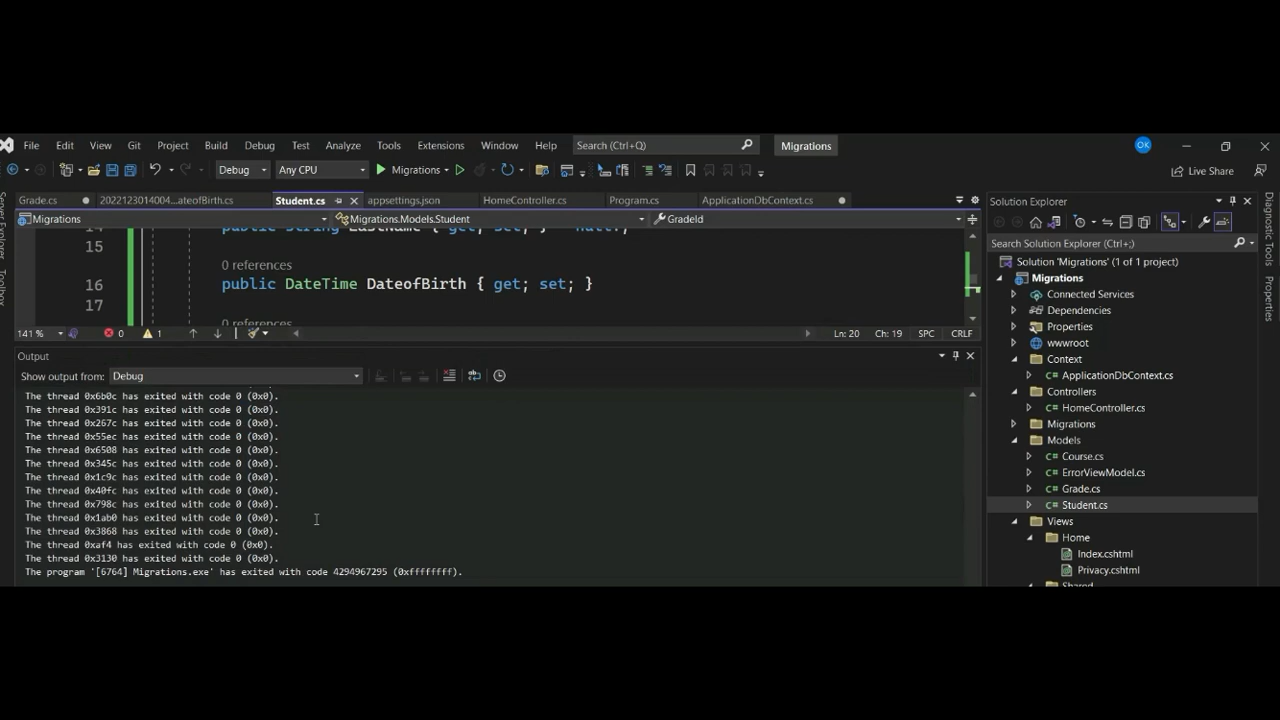 File Edit View Git Project Build Debug Test Analyze Tools Extensions Window Help Search (Ctrl+Q) Migrations OK
Debug Any CPU Migrations Live Share
Grade.cs 2022123014004...ateofBirth.cs Student.cs appsettings.json HomeController.cs Program.cs ApplicationDbContext.cs
Migrations Migrations.Models.Student GradeId
15
0 references
16 public DateTime DateofBirth { get; set; }
17
0 references
141 % 0 1 Ln: 20 Ch: 19 SPC CRLF
Output
Show output from: Debug
The thread 0x6b0c has exited with code 0 (0x0).
The thread 0x391c has exited with code 0 (0x0).
The thread 0x267c has exited with code 0 (0x0).
The thread 0x55ec has exited with code 0 (0x0).
The thread 0x6508 has exited with code 0 (0x0).
The thread 0x345c has exited with code 0 (0x0).
The thread 0x1c9c has exited with code 0 (0x0).
The thread 0x40fc has exited with code 0 (0x0).
The thread 0x798c has exited with code 0 (0x0).
The thread 0x1ab0 has exited with code 0 (0x0).
The thread 0x3868 has exited with code 0 (0x0).
The thread 0xaf4 has exited with code 0 (0x0).
The thread 0x3130 has exited with code 0 (0x0).
The program '[6764] Migrations.exe' has exited with code 4294967295 (0xffffffff).
Solution Explorer
Search Solution Explorer (Ctrl+;)
Solution 'Migrations' (1 of 1 project)
Migrations
Connected Services
Dependencies
Properties
wwwroot
Context
C# ApplicationDbContext.cs
Controllers
C# HomeController.cs
Migrations
Models
C# Course.cs
C# ErrorViewModel.cs
C# Grade.cs
C# Student.cs
Views
Home
Index.cshtml
Privacy.cshtml
Shared
Server Explorer
Toolbox
Diagnostic Tools
Properties